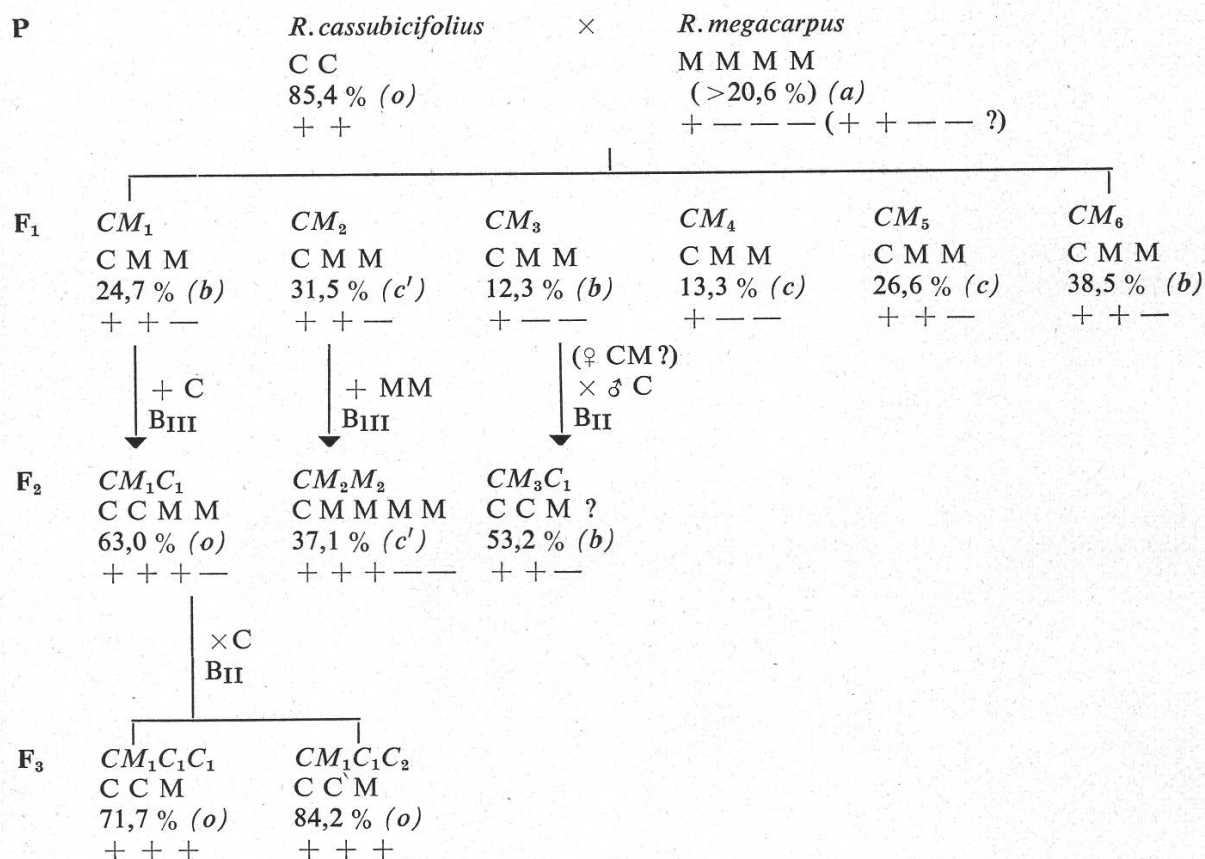 P R. cassubicifolius × R. megacarpus
C C M M M M
85,4 % (o) (>20,6 %) (a)
+ + + — — — (+ + — — ?)
F₁ CM₁ CM₂ CM₃ CM₄ CM₅ CM₆
C M M C M M C M M C M M C M M C M M
24,7 % (b) 31,5 % (c') 12,3 % (b) 13,3 % (c) 26,6 % (c) 38,5 % (b)
+ + — + + — + — — + — — + + — + + —
(♀ CM?)
+ C + MM × ♂ C
BIII BIII BII
F₂ CM₁C₁ CM₂M₂ CM₃C₁
C C M M C M M M M C C M ?
63,0 % (o) 37,1 % (c') 53,2 % (b)
+ + + — + + + — — + + —
×C
BII
F₃ CM₁C₁C₁ CM₁C₁C₂
C C M C C M
71,7 % (o) 84,2 % (o)
+ + + + + +